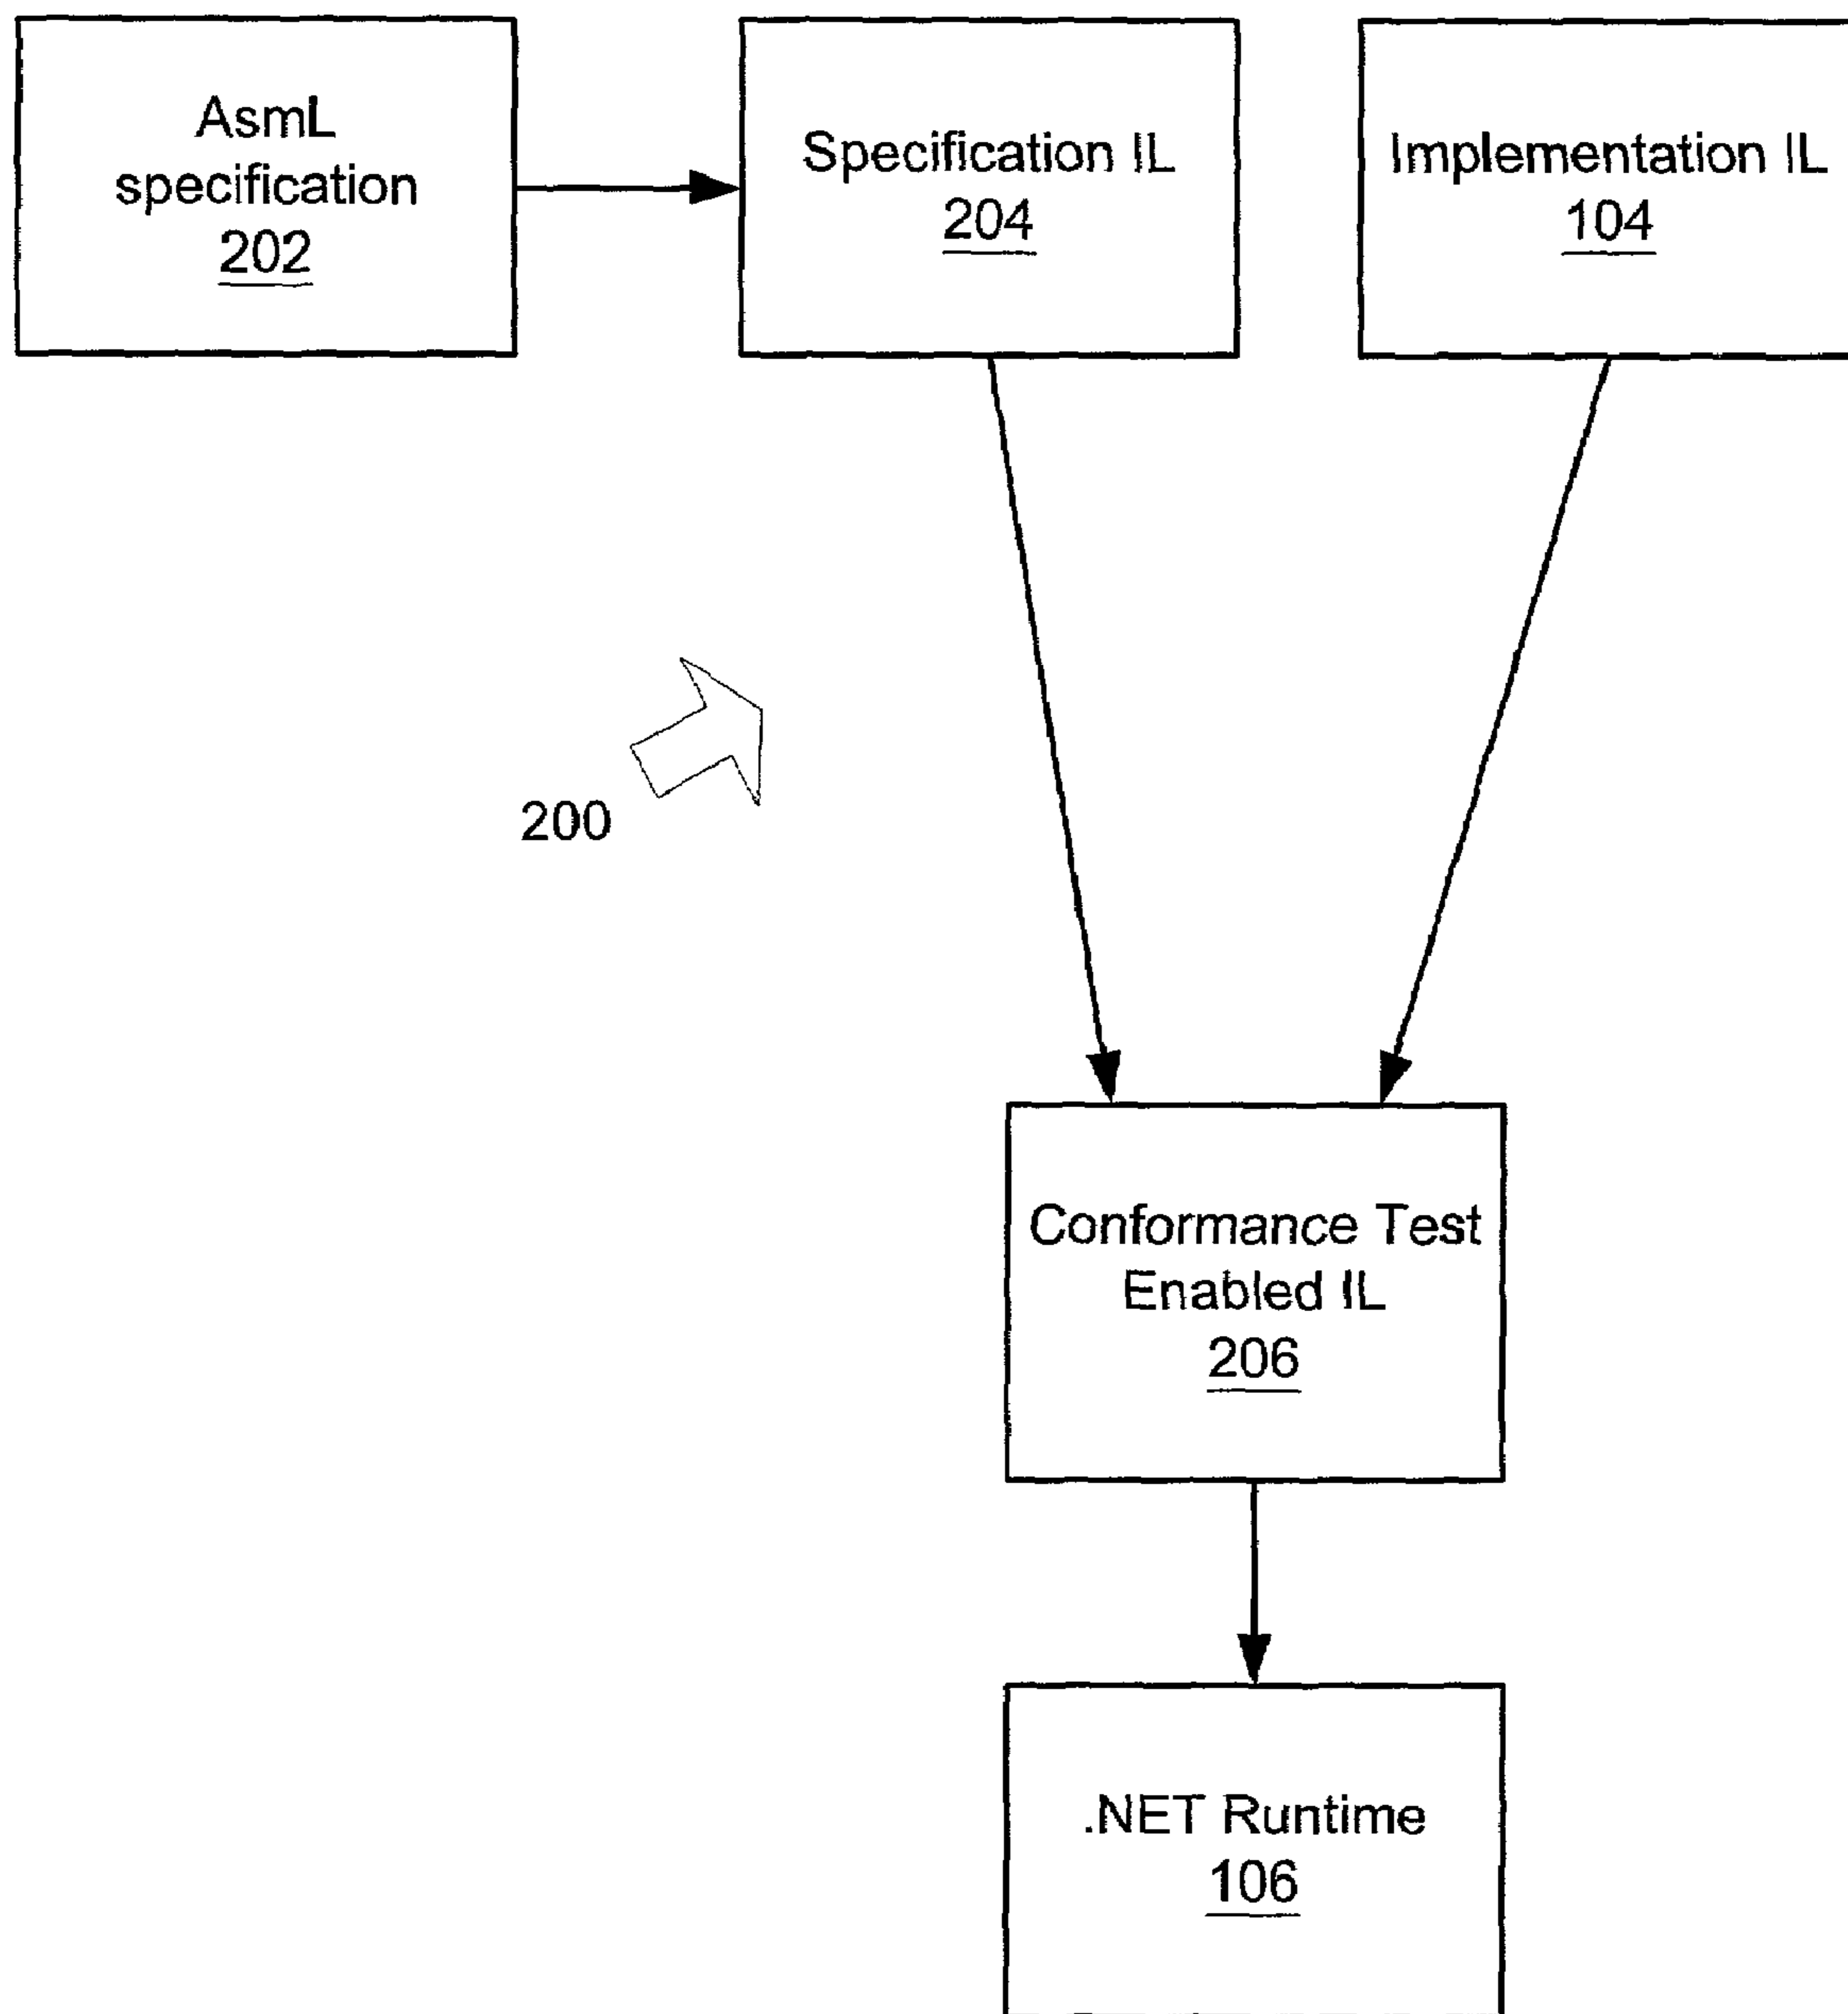 AsmL
specification
202
Specification IL
204
Implementation IL
104
200
Conformance Test
Enabled IL
206
.NET Runtime
106